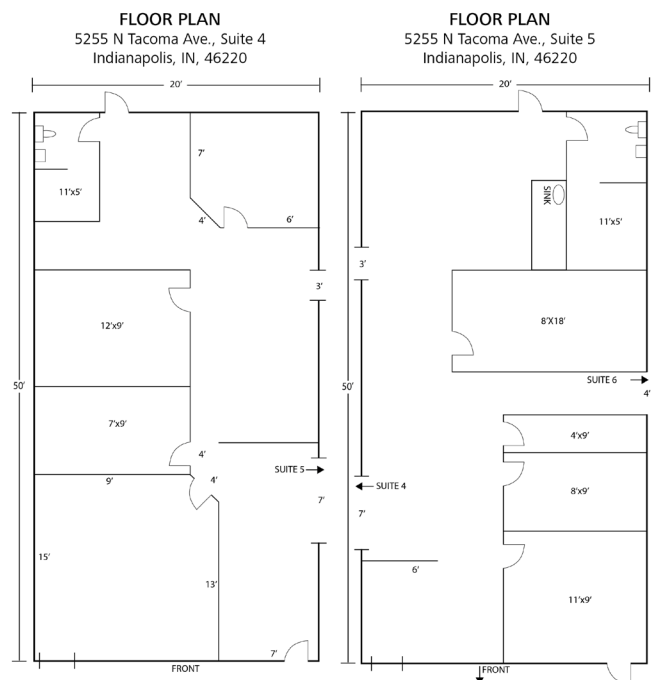 FLOOR PLAN
5255 N Tacoma Ave., Suite 4
Indianapolis, IN, 46220
20'
7'
11'x5'
4'
6'
3'
12'x9'
50'
7'x9'
4'
SUITE 5
9'
4'
7'
15'
13'
7'
FRONT
FLOOR PLAN
5255 N Tacoma Ave., Suite 5
Indianapolis, IN, 46220
20'
SINK
11'x5'
3'
8'X18'
SUITE 6
50'
4'
4'x9'
SUITE 4
8'x9'
7'
6'
11'x9'
FRONT